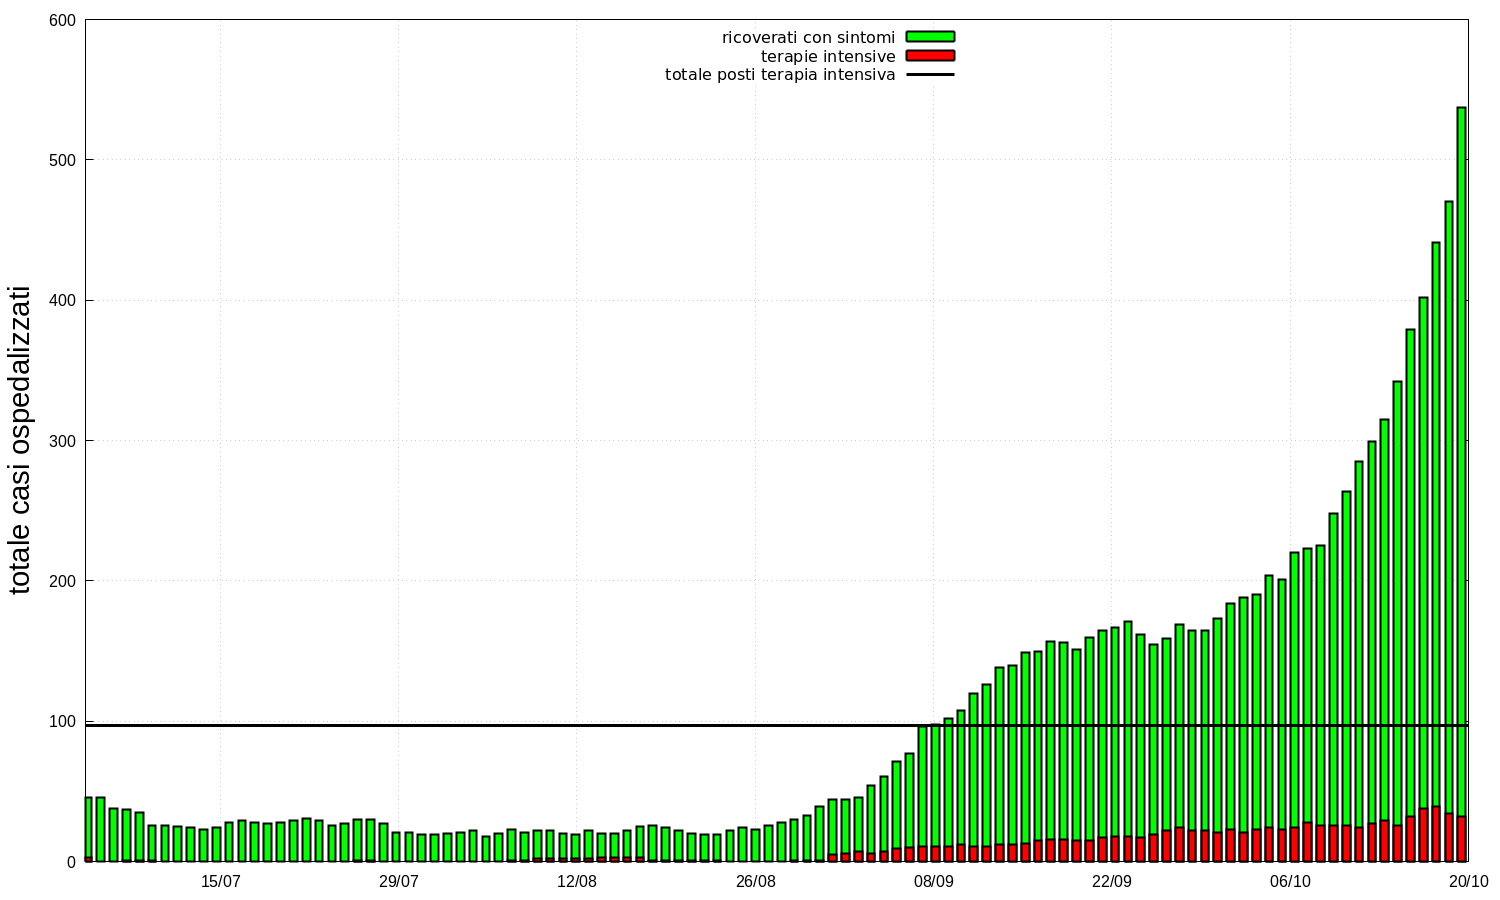 600
500
400
300
200
100
0
totale casi ospedalizzati
ricoverati con sintomi
terapie intensive
totale posti terapia intensiva
15/07 29/07 12/08 26/08 08/09 22/09 06/10 20/10